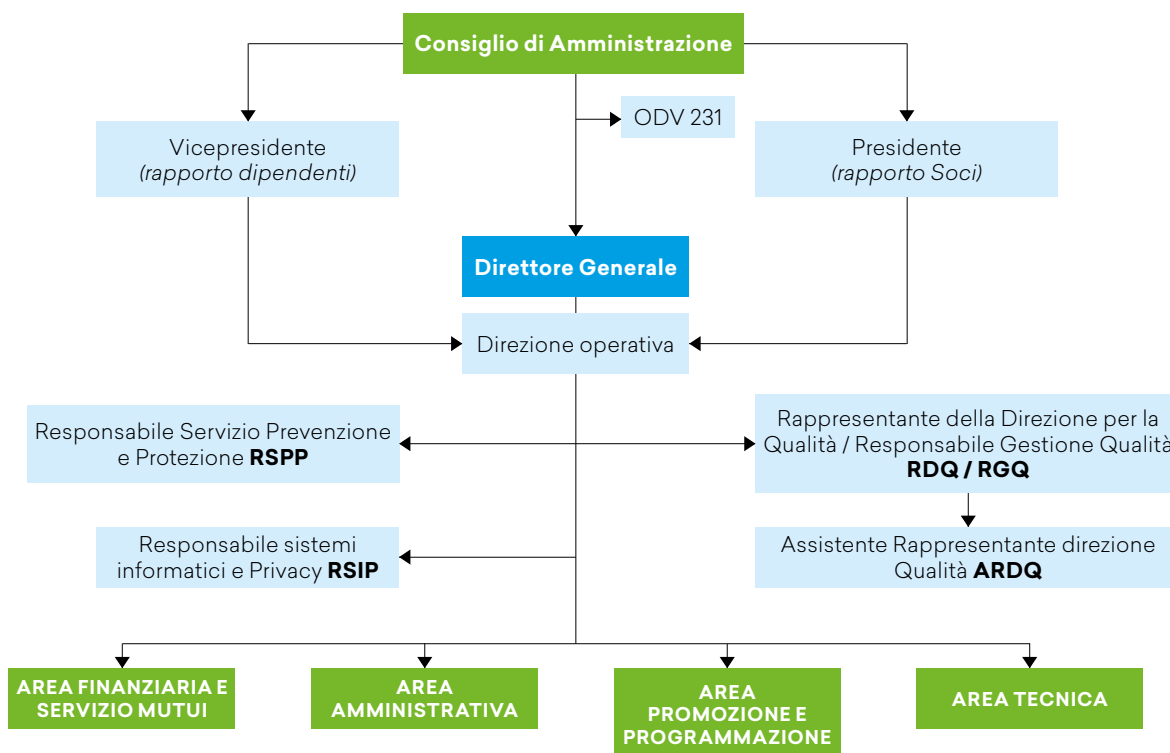 Consiglio di Amministrazione
ODV 231
Vicepresidente
(rapporto dipendenti)
Presidente
(rapporto Soci)
Direttore Generale
Direzione operativa
Responsabile Servizio Prevenzione
e Protezione RSPP
Rappresentante della Direzione per la
Qualità / Responsabile Gestione Qualità
RDQ / RGQ
Responsabile sistemi
informatici e Privacy RSIP
Assistente Rappresentante direzione
Qualità ARDQ
AREA FINANZIARIA E
SERVIZIO MUTUI
AREA
AMMINISTRATIVA
AREA
PROMOZIONE E
PROGRAMMAZIONE
AREA TECNICA